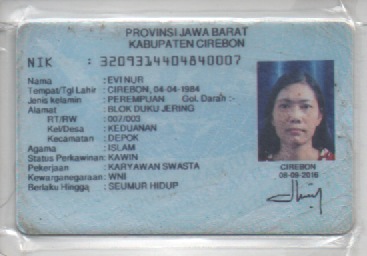 PROVINSI JAWA BARAT
KABUPATEN CIREBON
NIK : 3209314404840007
Nama : EVI NUR
Tempat/Tgl Lahir : CIREBON, 04-04-1984
Jenis kelamin : PEREMPUAN Gol. Darah :-
Alamat : BLOK DUKU JERING
RT/RW : 007/003
Kel/Desa : KEDUANAN
Kecamatan : DEPOK
Agama : ISLAM
Status Perkawinan: KAWIN
Pekerjaan : KARYAWAN SWASTA
Kewarganegaraan: WNI
Berlaku Hingga : SEUMUR HIDUP
CIREBON
08-09-2016